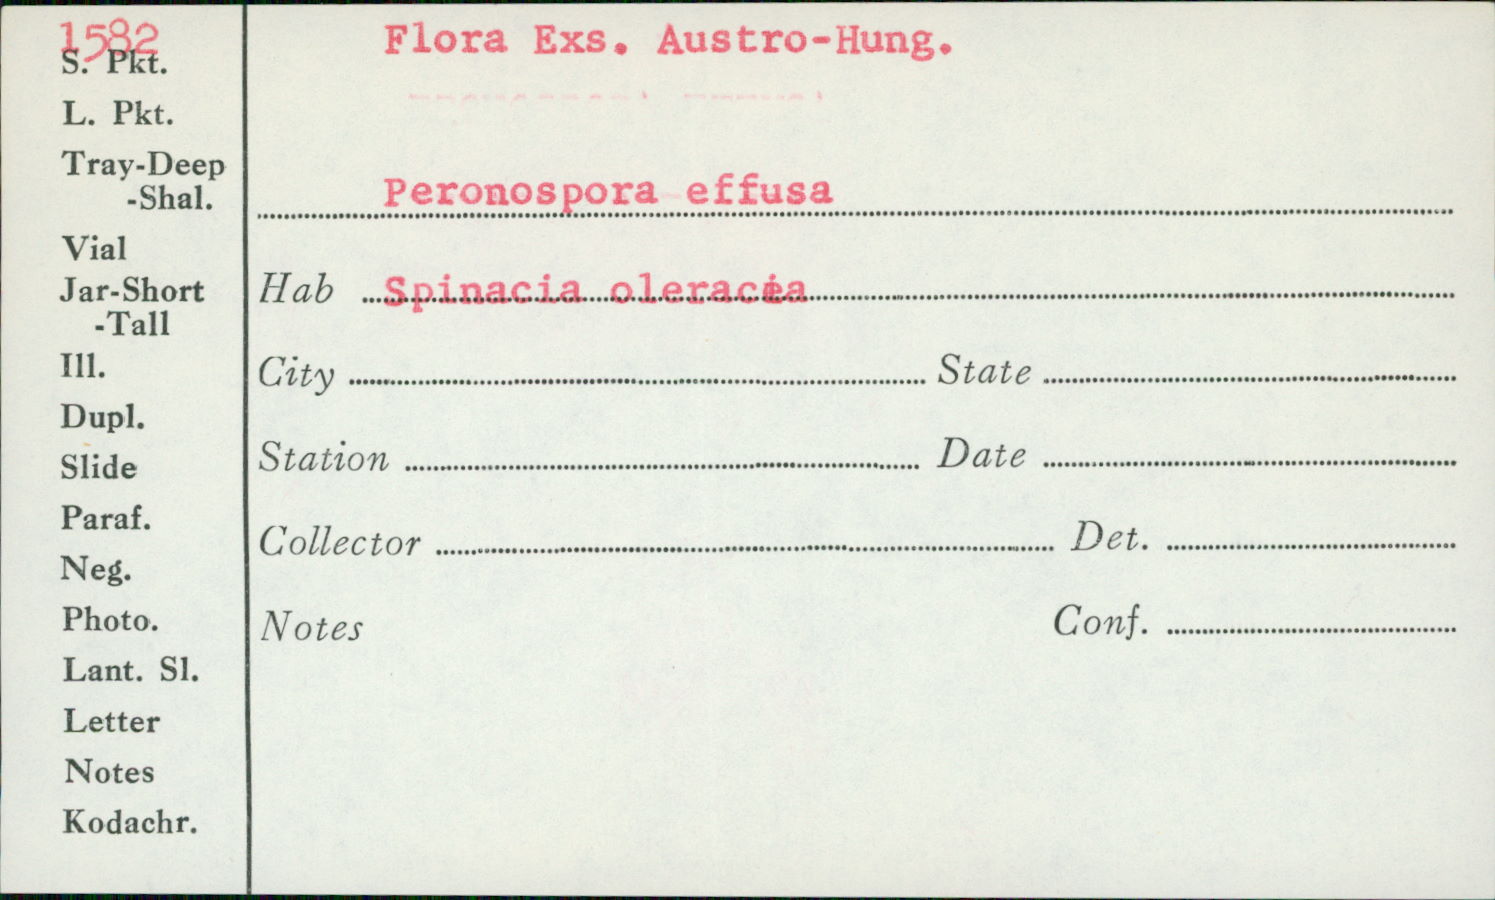 1582
Flora Exs. Austro-Hung.
S. Pkt.
L. Pkt.
Tray-Deep
-Shal.
Peronospora effusa
Vial
Jar-Short
-Tall
Hab Spinacia oleracea
Ill.
City State
Dupl.
Slide
Station Date
Paraf.
Collector Det.
Neg.
Photo.
Notes Conf.
Lant. Sl.
Letter
Notes
Kodachr.